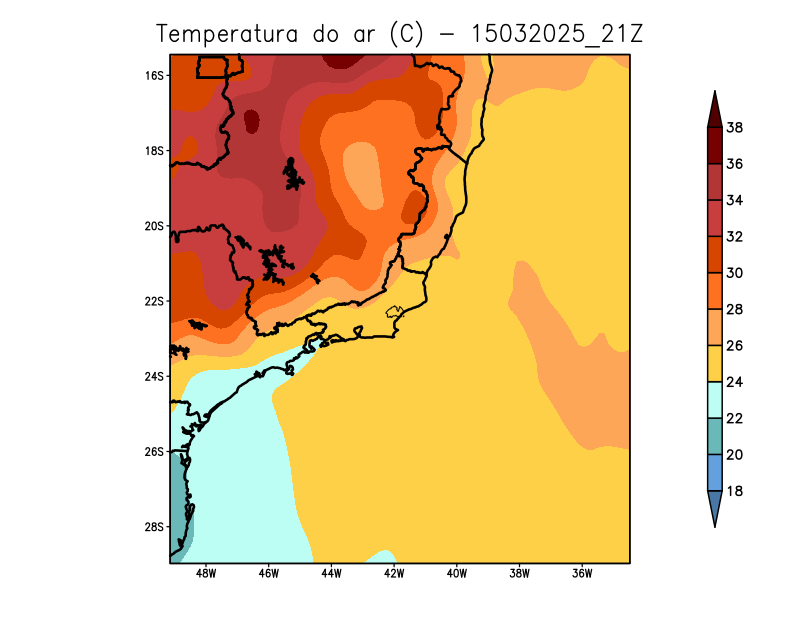 Temperatura do ar (C) – 15032025_21Z
16S
18S
20S
22S
24S
26S
28S
48W 46W 44W 42W 40W 38W 36W
38
36
34
32
30
28
26
24
22
20
18